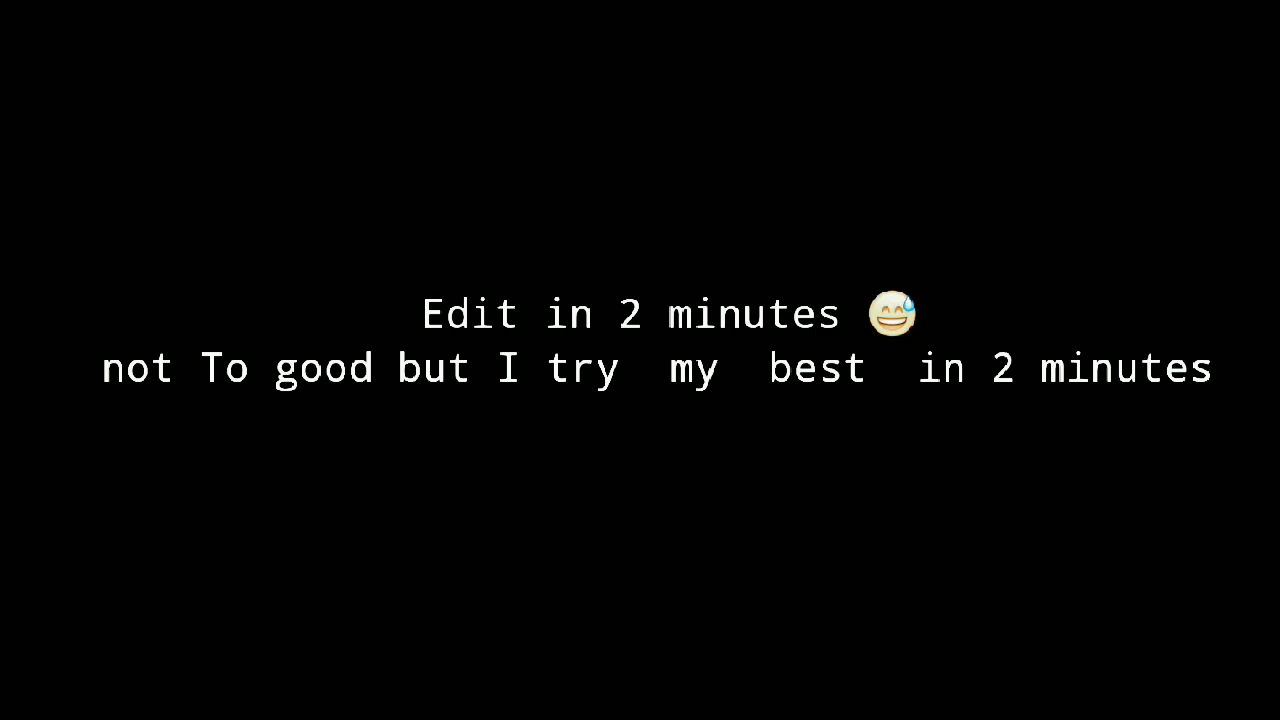 Edit in 2 minutes 😅
not To good but I try my best in 2 minutes